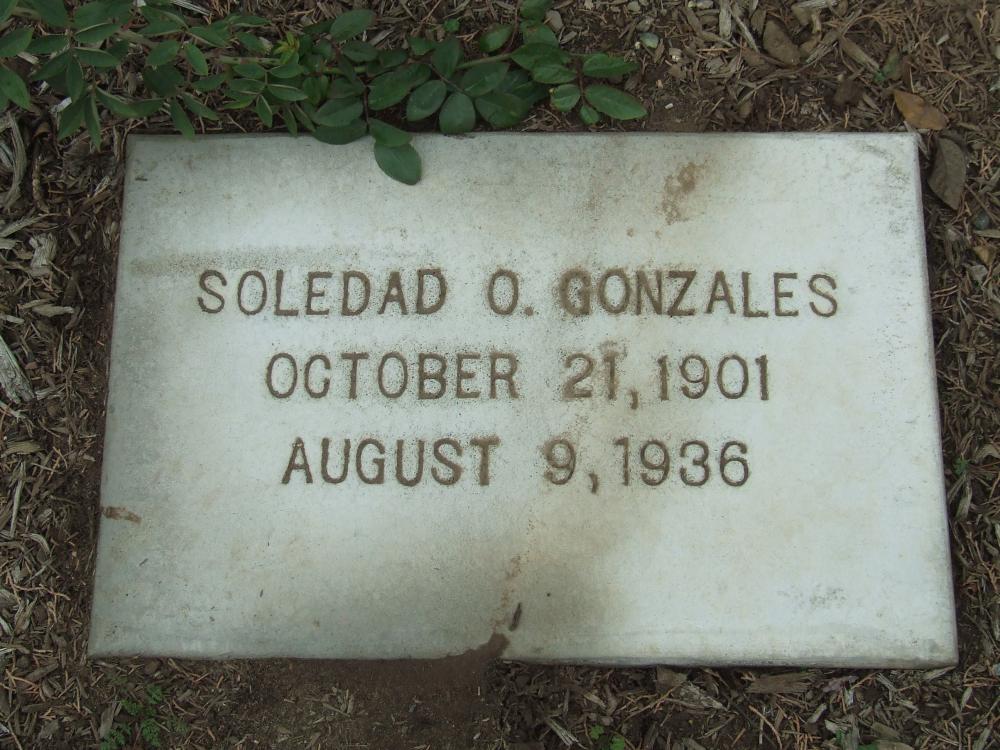 SOLEDAD O. GONZALES
OCTOBER 21, 1901
AUGUST 9, 1936